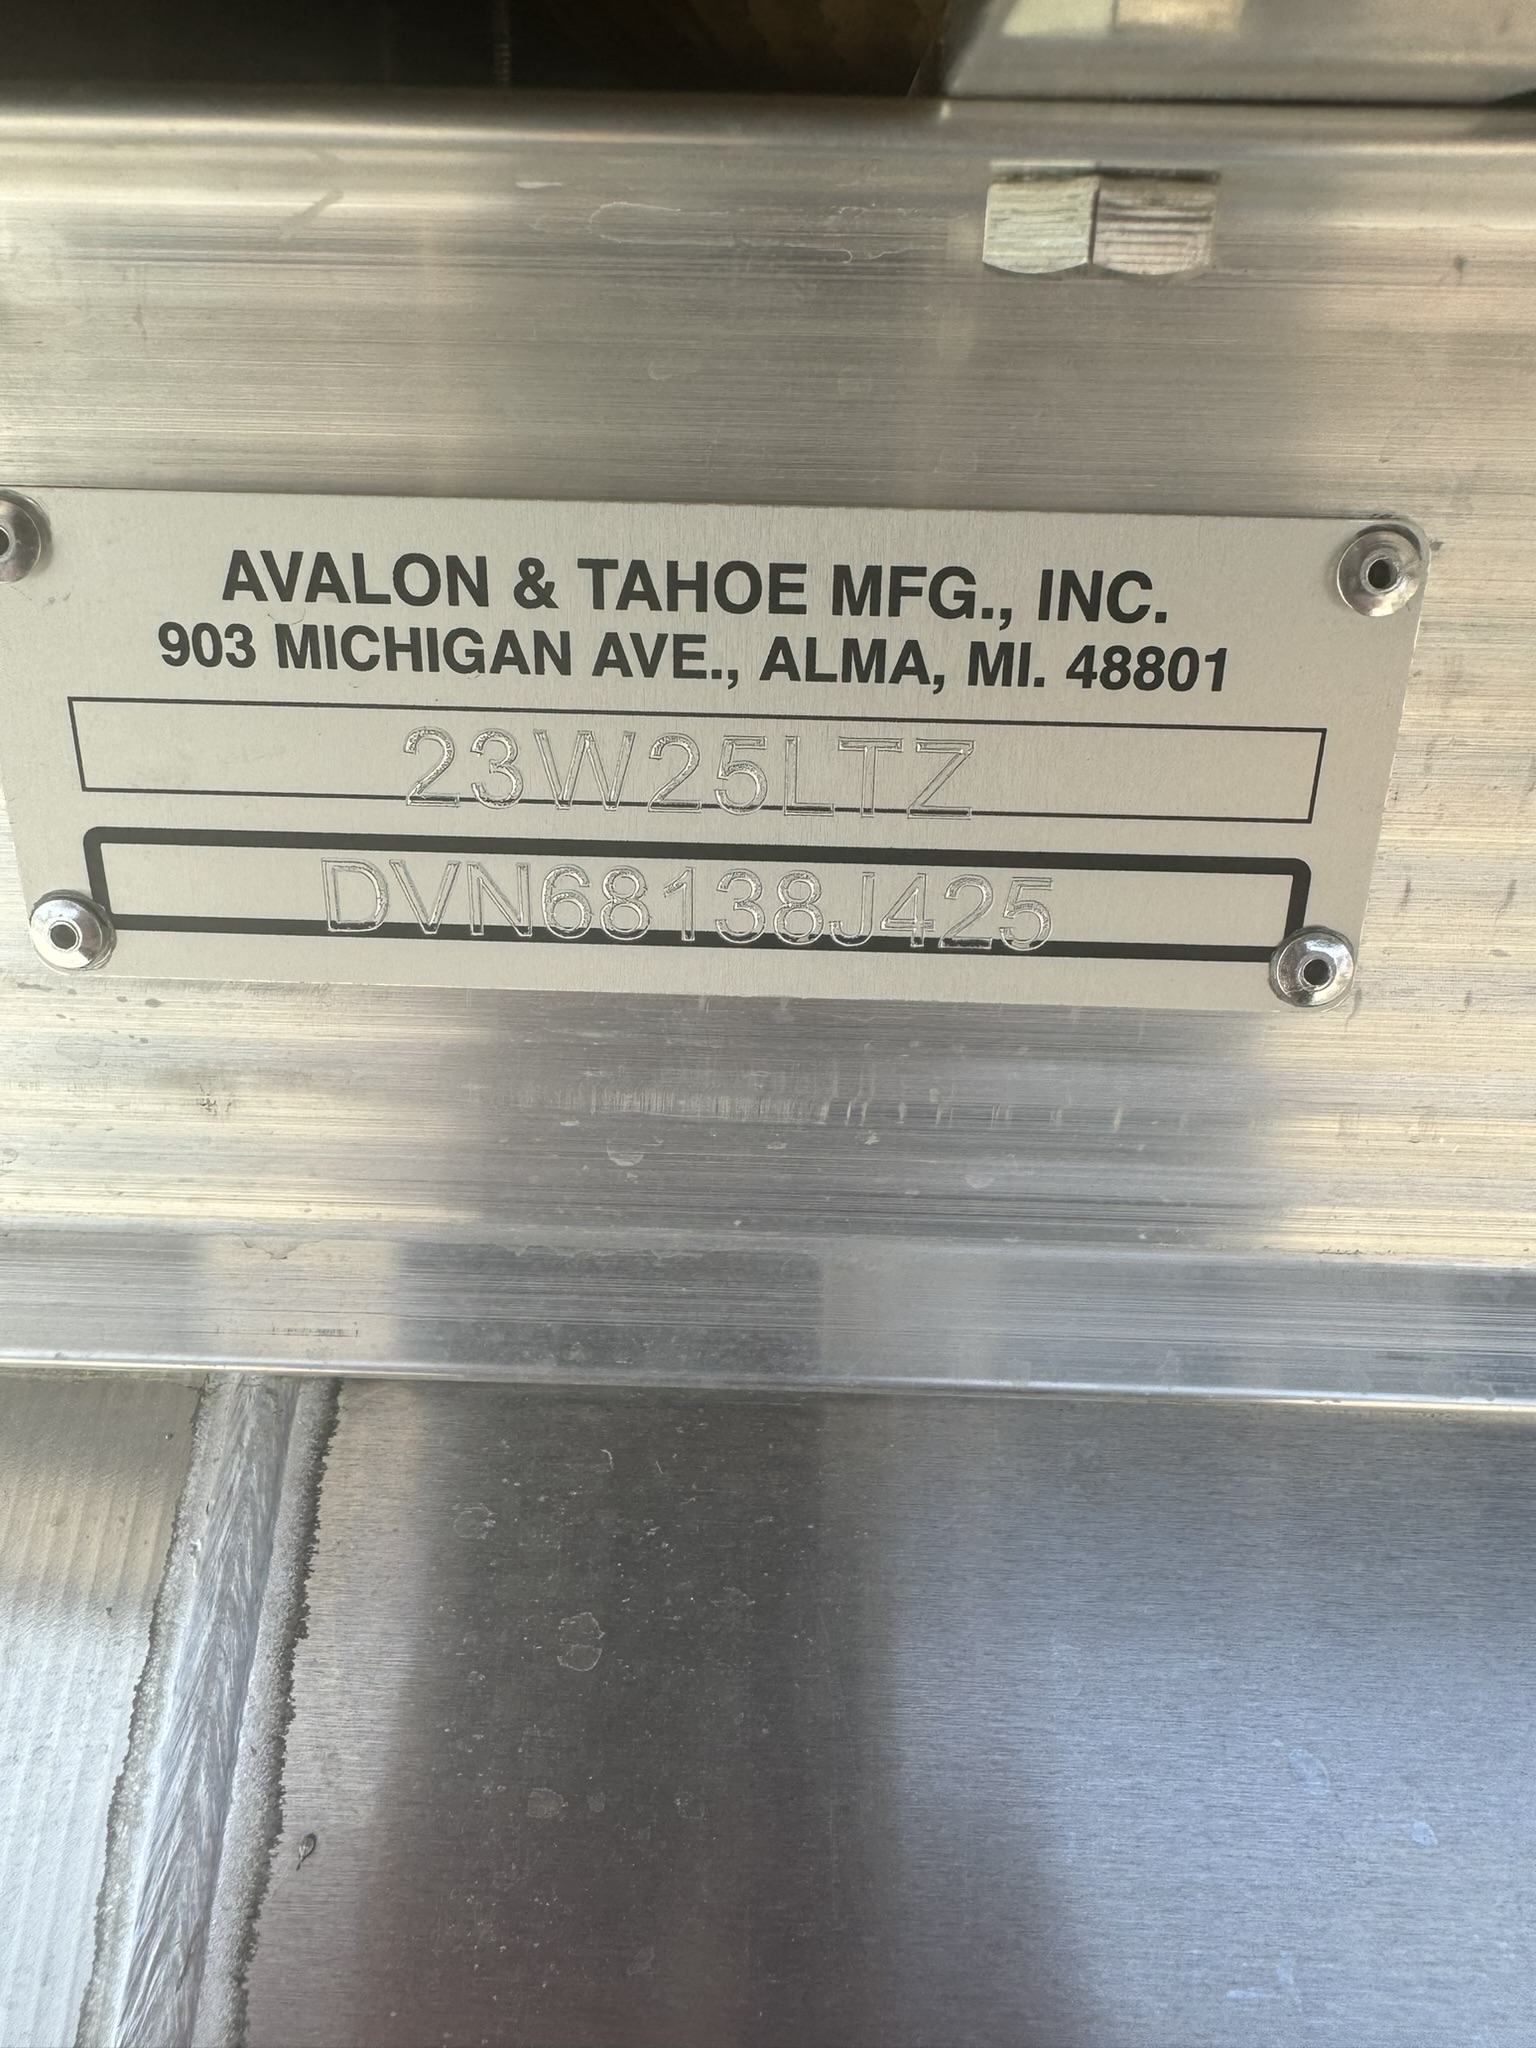 AVALON & TAHOE MFG., INC.
903 MICHIGAN AVE., ALMA, MI. 48801
23W25LTZ
DVN68138J425